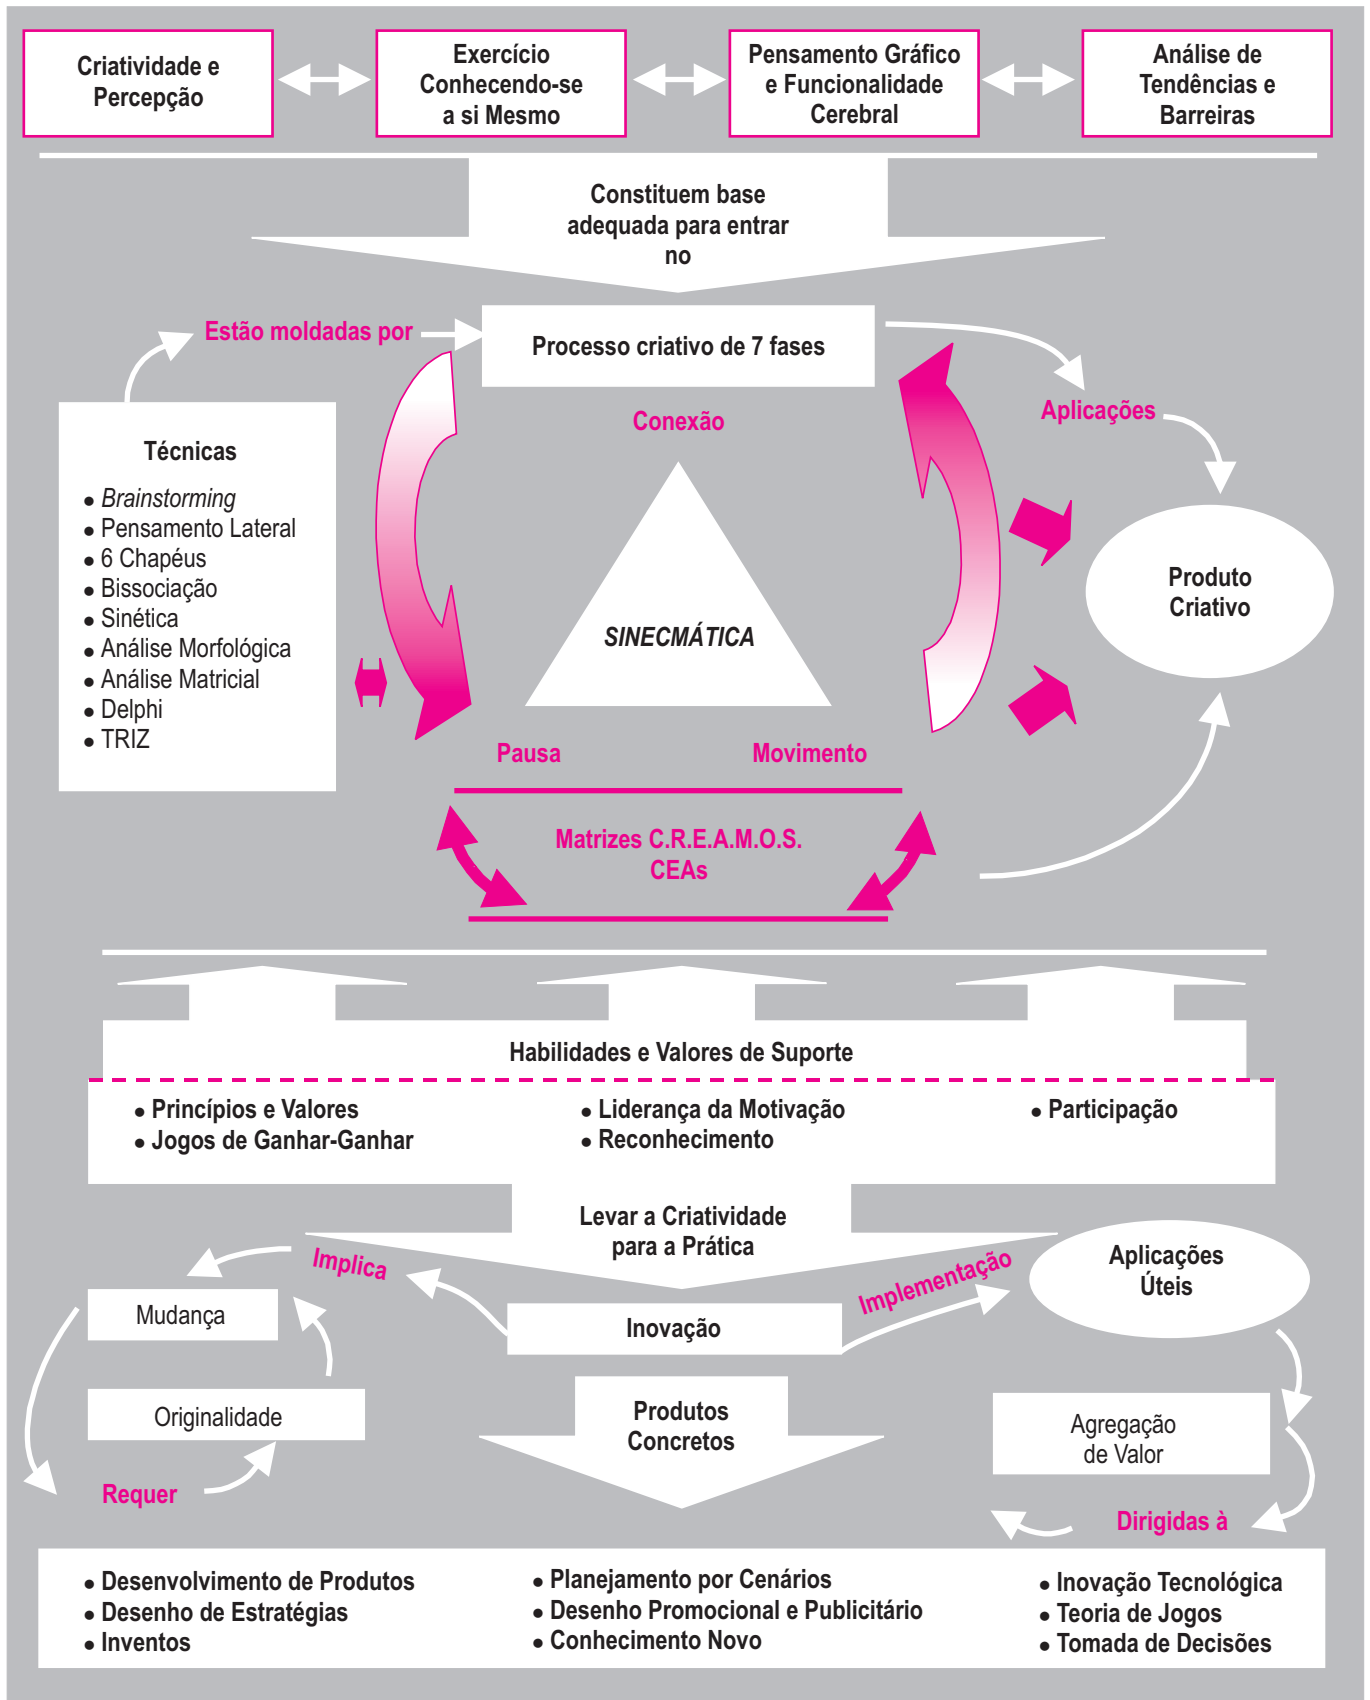 Criatividade e
Percepção
Exercício
Conhecendo-se
a si Mesmo
Pensamento Gráfico
e Funcionalidade
Cerebral
Análise de
Tendências e
Barreiras
Constituem base
adequada para entrar
no
Estão moldadas por
Processo criativo de 7 fases
Aplicações
Conexão
Técnicas
● Brainstorming
● Pensamento Lateral
● 6 Chapéus
● Bissociação
● Sinética
● Análise Morfológica
● Análise Matricial
● Delphi
● TRIZ
SINECMÁTICA
Produto
Criativo
Pausa
Movimento
Matrizes C.R.E.A.M.O.S.
CEAs
Habilidades e Valores de Suporte
● Princípios e Valores
● Jogos de Ganhar-Ganhar
● Liderança da Motivação
● Reconhecimento
● Participação
Levar a Criatividade
para a Prática
Implica
Implementação
Aplicações
Úteis
Mudança
Inovação
Originalidade
Produtos
Concretos
Agregação
de Valor
Requer
Dirigidas à
● Desenvolvimento de Produtos
● Desenho de Estratégias
● Inventos
● Planejamento por Cenários
● Desenho Promocional e Publicitário
● Conhecimento Novo
● Inovação Tecnológica
● Teoria de Jogos
● Tomada de Decisões